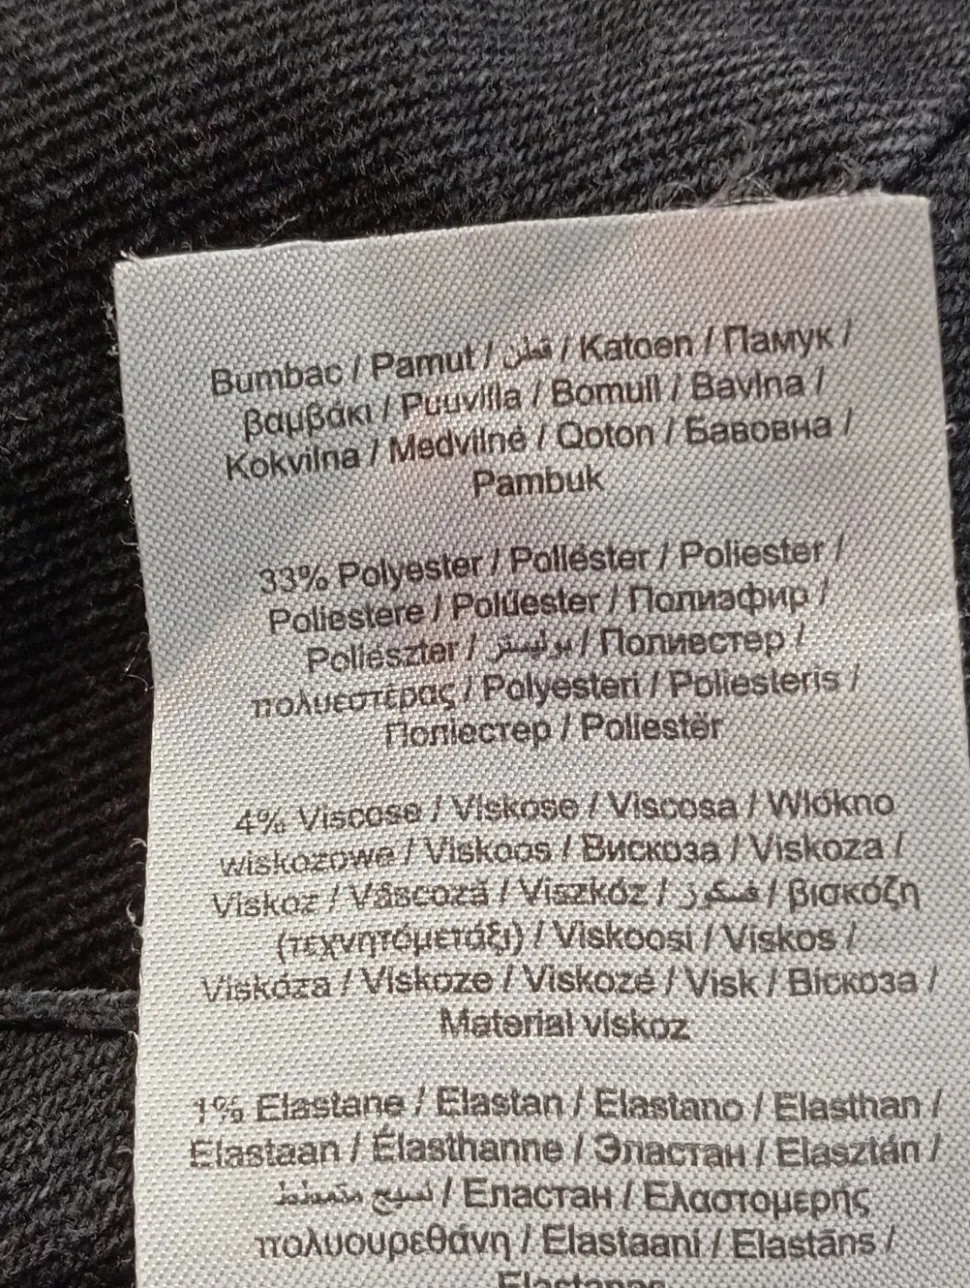 Bumbac / Pamut / قطن / Katoen / Памук /
βαμβάκι / Puuvilla / Bomull / Bavlna /
Kokvilna / Medvilnė / Qoton / Бавовна /
Pambuk
33% Polyester / Poliéster / Poliester /
Poliestere / Polüester / Полиэфир /
Poliészter / بوليستر / Полиестер /
πολυεστέρας / Polyesteri / Poliesteris /
Поліестер / Poliestër
4% Viscose / Viskose / Viscosa / Włókno
wiskozowe / Viskoos / Вискоза / Viskoza /
Viskoz / Vâscoză / Viszkóz / فسكوز / βισκόζη
(τεχνητόμετάξι) / Viskoosi / Viskos /
Viskóza / Viskoze / Viskozė / Visk / Віскоза /
Material viskoz
1% Elastane / Elastan / Elastano / Elasthan /
Elastaan / Élasthanne / Эластан / Elasztán /
نسيج متمطط / Еластан / Ελαστομερής
πολυουρεθάνη / Elastaani / Elastāns /